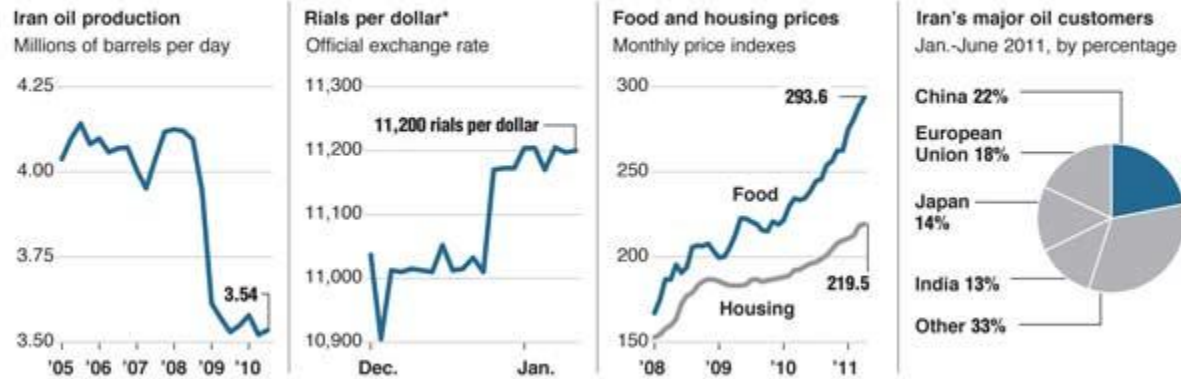 Iran oil production
Millions of barrels per day
4.25
4.00
3.75
3.50
3.54
'05 '06 '07 '08 '09 '10
Rials per dollar*
Official exchange rate
11,300
11,200
11,100
11,000
10,900
11,200 rials per dollar
Dec. Jan.
Food and housing prices
Monthly price indexes
300
250
200
150
293.6
Food
219.5
Housing
'08 '09 '10 '11
Iran's major oil customers
Jan.-June 2011, by percentage
China 22%
European
Union 18%
Japan
14%
India 13%
Other 33%